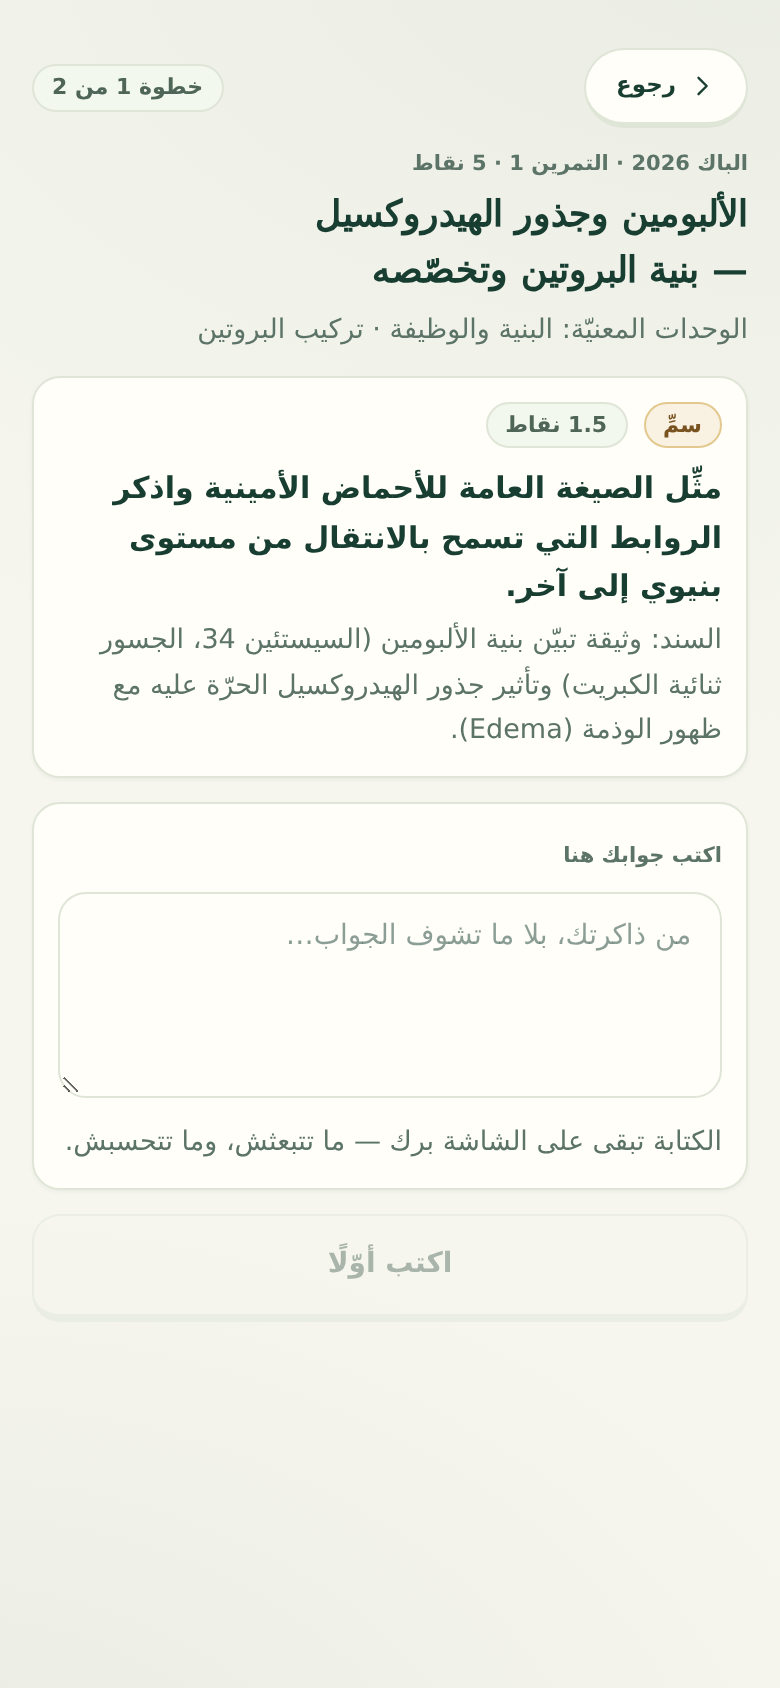 رجوع
خطوة 1 من 2
الباك 2026 · التمرين 1 · 5 نقاط
الألبومين وجذور الهيدروكسيل
— بنية البروتين وتخصّصه
الوحدات المعنيّة: البنية والوظيفة · تركيب البروتين
سمِّ
1.5 نقاط
مثِّل الصيغة العامة للأحماض الأمينية واذكر
الروابط التي تسمح بالانتقال من مستوى
بنيوي إلى آخر.
السند: وثيقة تبيّن بنية الألبومين (السيستئين 34، الجسور
ثنائية الكبريت) وتأثير جذور الهيدروكسيل الحرّة عليه مع
ظهور الوذمة (Edema).
اكتب جوابك هنا
من ذاكرتك، بلا ما تشوف الجواب…
الكتابة تبقى على الشاشة برك — ما تتبعثش، وما تتحسبش.
اكتب أوّلًا